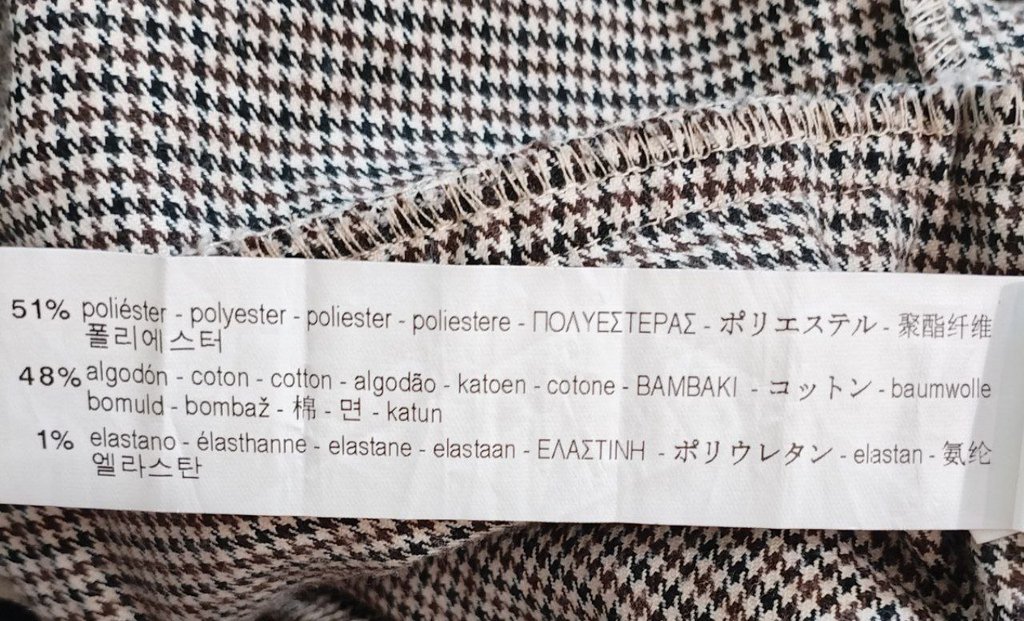 51% poliéster - polyester - poliester - poliestere - ΠΟΛΥΕΣΤΕΡΑΣ - ポリエステル - 聚酯纤维
폴리에스터
48% algodón - coton - cotton - algodão - katoen - cotone - BAMBAKI - コットン - baumwolle
bomuld - bombaž - 棉 - 면 - katun
1% elastano - élasthanne - elastane - elastaan - ΕΛΑΣΤΙΝΗ - ポリウレタン - elastan - 氨纶
엘라스탄